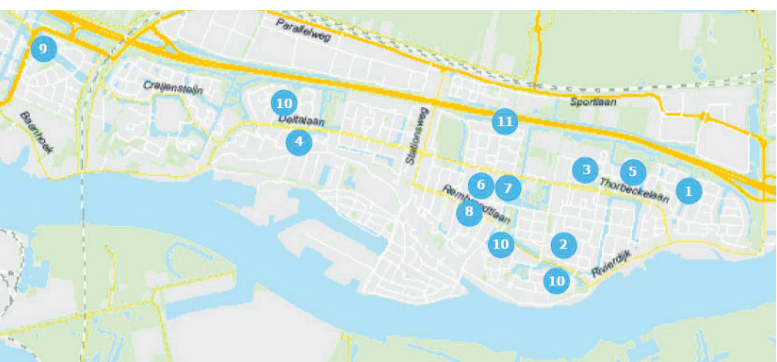 Parallelweg
9
Craijensteijn
10
Deltalaan
Sportlaan
11
Baanhoek
Stationsweg
4
3
5
Thorbeckelaan
1
6
7
Rembrandtlaan
8
10
2
Rivierdijk
10